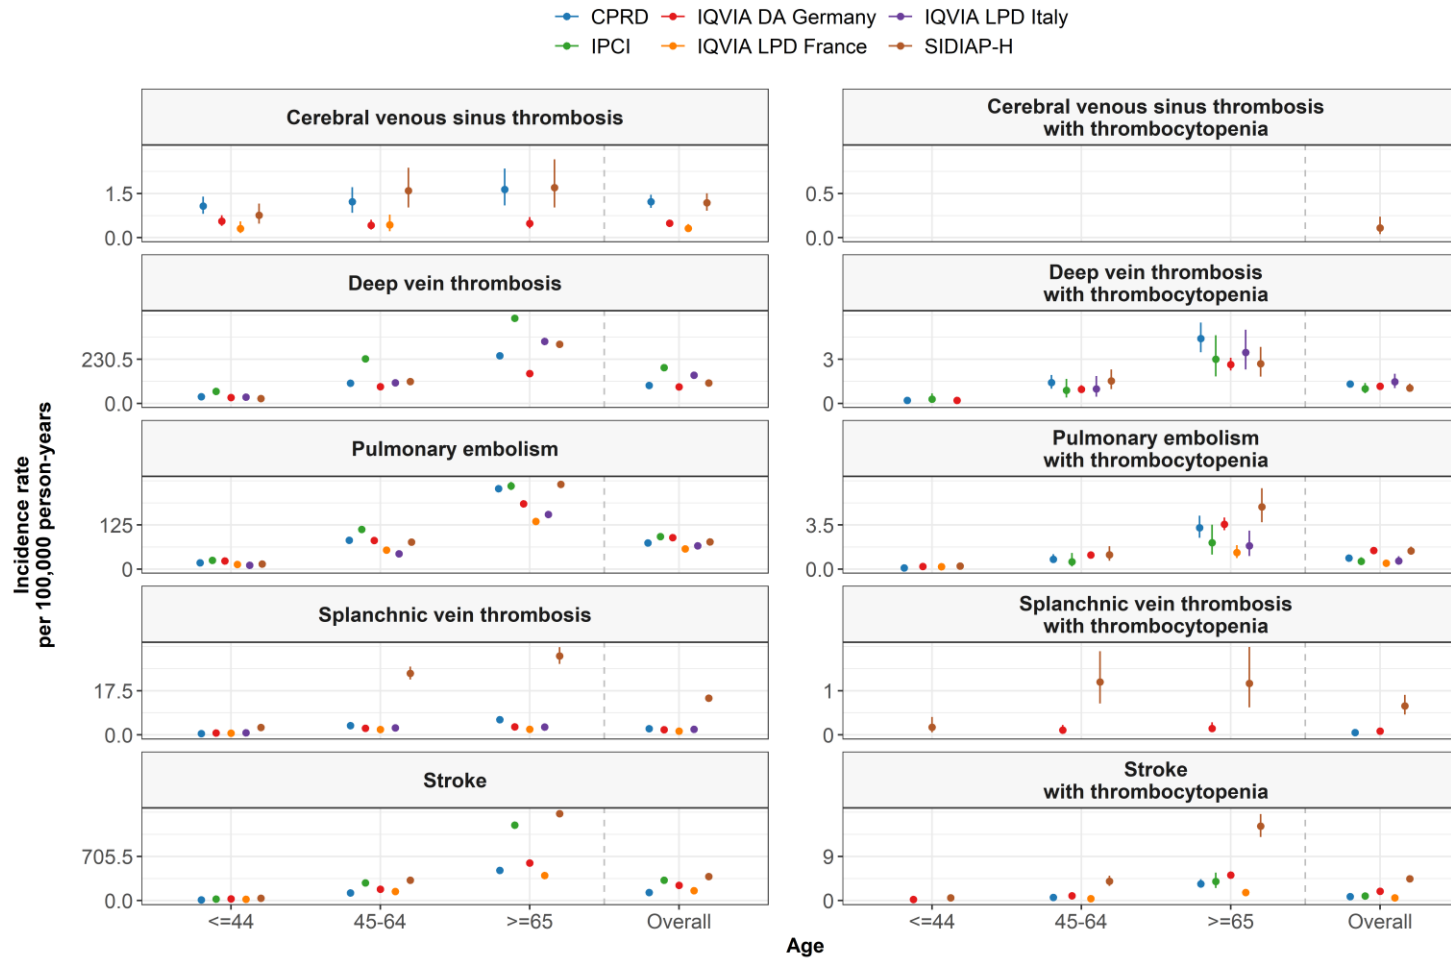 CPRD IQVIA DA Germany IQVIA LPD Italy
IPCI IQVIA LPD France SIDIAP-H
Incidence rate
per 100,000 person-years
Cerebral venous sinus thrombosis
1.5
0.0
Cerebral venous sinus thrombosis
with thrombocytopenia
0.5
0.0
Deep vein thrombosis
230.5
0.0
Deep vein thrombosis
with thrombocytopenia
3
0
Pulmonary embolism
125
0.0
Pulmonary embolism
with thrombocytopenia
3.5
0.0
Splanchnic vein thrombosis
17.5
0.0
Splanchnic vein thrombosis
with thrombocytopenia
1
0
Stroke
705.5
0.0
Stroke
with thrombocytopenia
9
0
<=44 45-64 >=65 Overall
<=44 45-64 >=65 Overall
Age